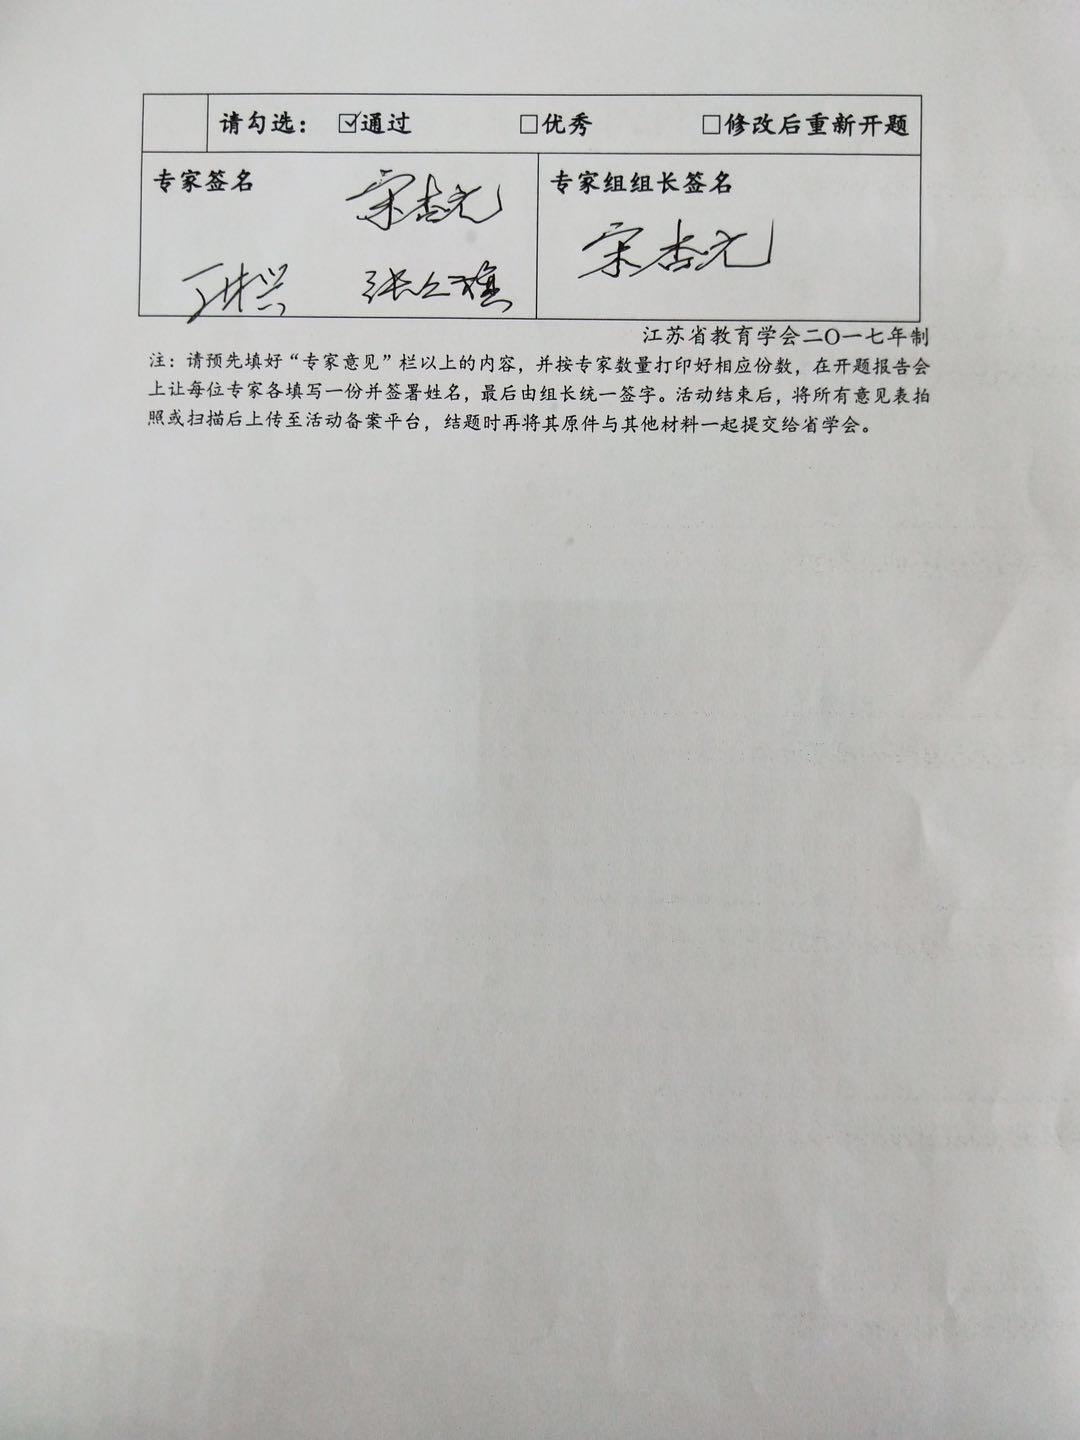 请勾选： ☑通过 □优秀 □修改后重新开题
专家签名 专家组组长签名
宋杏元
宋杏元
江苏省教育学会二〇一七年制
注：请预先填好“专家意见”栏以上的内容，并按专家数量打印好相应份数，在开题报告会
上让每位专家各填写一份并签署姓名，最后由组长统一签字。活动结束后，将所有意见表拍
照或扫描后上传至活动备案平台，结题时再将其原件与其他材料一起提交给省学会。